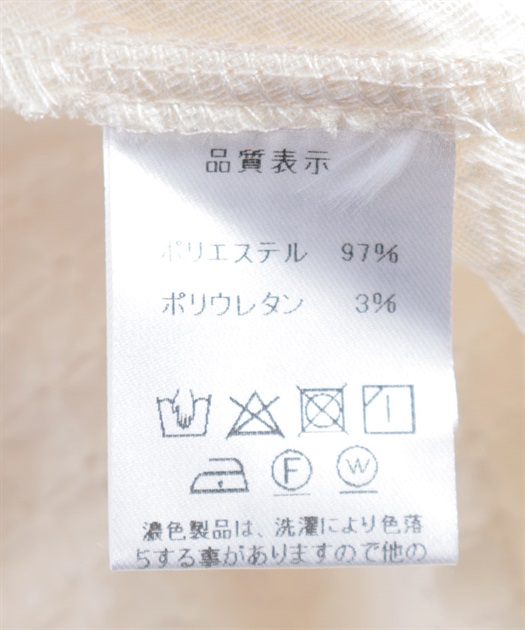 品質表示
ポリエステル 97%
ポリウレタン 3%
F W
濃色製品は、洗濯により色落
ちする事がありますので他の